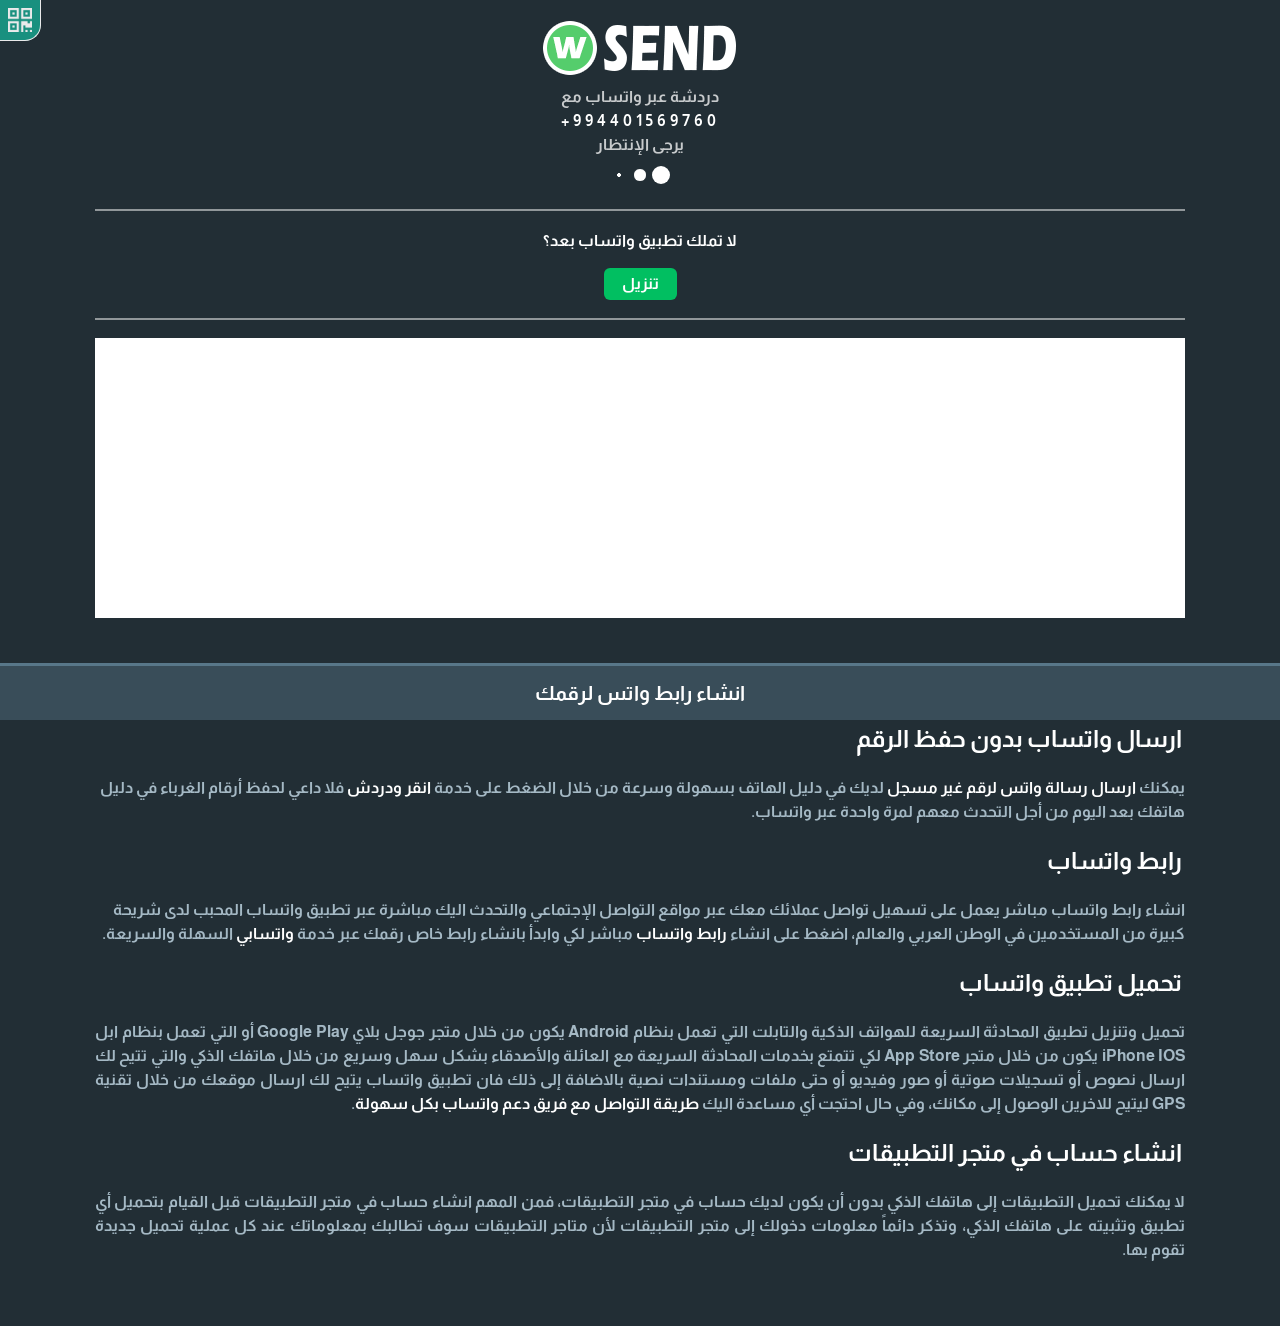 W SEND
دردشة عبر واتساب مع
+994401569760
يرجى الإنتظار
لا تملك تطبيق واتساب بعد؟
تنزيل
انشاء رابط واتس لرقمك
ارسال واتساب بدون حفظ الرقم
يمكنك ارسال رسالة واتس لرقم غير مسجل لديك في دليل الهاتف بسهولة وسرعة من خلال الضغط على خدمة انقر ودردش فلا داعي لحفظ أرقام الغرباء في دليل
هاتفك بعد اليوم من أجل التحدث معهم لمرة واحدة عبر واتساب.
رابط واتساب
انشاء رابط واتساب مباشر يعمل على تسهيل تواصل عملائك معك عبر مواقع التواصل الإجتماعي والتحدث اليك مباشرة عبر تطبيق واتساب المحبب لدى شريحة
كبيرة من المستخدمين في الوطن العربي والعالم، اضغط على انشاء رابط واتساب مباشر لكي وابدأ بانشاء رابط خاص رقمك عبر خدمة واتسابي السهلة والسريعة.
تحميل تطبيق واتساب
تحميل وتنزيل تطبيق المحادثة السريعة للهواتف الذكية والتابلت التي تعمل بنظام Android يكون من خلال متجر جوجل بلاي Google Play أو التي تعمل بنظام ابل
iPhone IOS يكون من خلال متجر App Store لكي تتمتع بخدمات المحادثة السريعة مع العائلة والأصدقاء بشكل سهل وسريع من خلال هاتفك الذكي والتي تتيح لك
ارسال نصوص أو تسجيلات صوتية أو صور وفيديو أو حتى ملفات ومستندات نصية بالاضافة إلى ذلك فان تطبيق واتساب يتيح لك ارسال موقعك من خلال تقنية
GPS ليتيح للاخرين الوصول إلى مكانك، وفي حال احتجت أي مساعدة اليك طريقة التواصل مع فريق دعم واتساب بكل سهولة.
انشاء حساب في متجر التطبيقات
لا يمكنك تحميل التطبيقات إلى هاتفك الذكي بدون أن يكون لديك حساب في متجر التطبيقات، فمن المهم انشاء حساب في متجر التطبيقات قبل القيام بتحميل أي
تطبيق وتثبيته على هاتفك الذكي، وتذكر دائماً معلومات دخولك إلى متجر التطبيقات لأن متاجر التطبيقات سوف تطالبك بمعلوماتك عند كل عملية تحميل جديدة
تقوم بها.